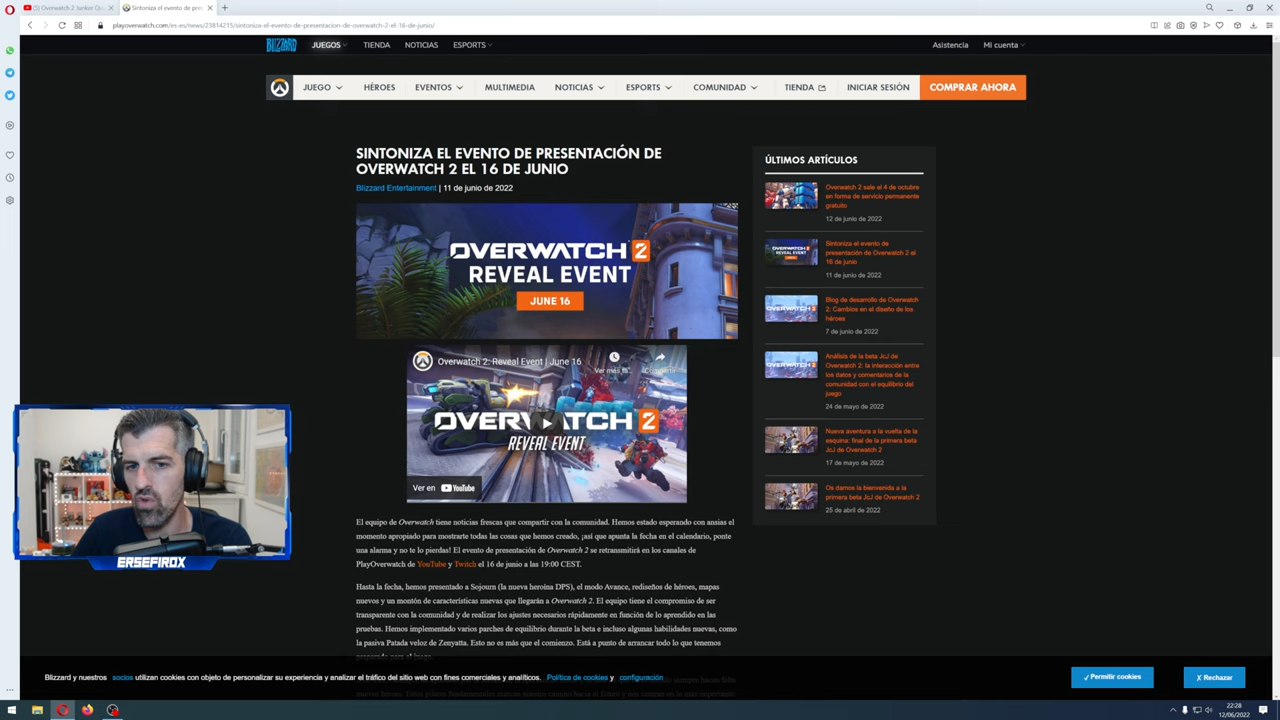 (5) Overwatch 2 Junker Qu
Sintoniza el evento de pres
playoverwatch.com/es-es/news/23814215/sintoniza-el-evento-de-presentacion-de-overwatch-2-el-16-de-junio/
BLIZZARD JUEGOS TIENDA NOTICIAS ESPORTS Asistencia Mi cuenta
JUEGO HÉROES EVENTOS MULTIMEDIA NOTICIAS ESPORTS COMUNIDAD TIENDA INICIAR SESIÓN COMPRAR AHORA
SINTONIZA EL EVENTO DE PRESENTACIÓN DE
OVERWATCH 2 EL 16 DE JUNIO
Blizzard Entertainment | 11 de junio de 2022
OVERWATCH 2
REVEAL EVENT
JUNE 16
Overwatch 2: Reveal Event | June 16
Ver más
Compartir
OVERWATCH 2
REVEAL EVENT
Ver en YouTube
El equipo de Overwatch tiene noticias frescas que compartir con la comunidad. Hemos estado esperando con ansias el
momento apropiado para mostrarte todas las cosas que hemos creado, ¡así que apunta la fecha en el calendario, ponte
una alarma y no te lo pierdas! El evento de presentación de Overwatch 2 se retransmitirá en los canales de
PlayOverwatch de YouTube y Twitch el 16 de junio a las 19:00 CEST.
Hasta la fecha, hemos presentado a Sojourn (la nueva heroína DPS), el modo Avance, rediseños de héroes, mapas
nuevos y un montón de características nuevas que llegarán a Overwatch 2. El equipo tiene el compromiso de ser
transparente con la comunidad y de realizar los ajustes necesarios rápidamente en función de lo aprendido en las
pruebas. Hemos implementado varios parches de equilibrio durante la beta e incluso algunas habilidades nuevas, como
la pasiva Patada veloz de Zenyatta. Esto no es más que el comienzo. Está a punto de arrancar todo lo que tenemos
preparado para el juego.
ÚLTIMOS ARTÍCULOS
Overwatch 2 sale el 4 de octubre
en forma de servicio permanente
gratuito
12 de junio de 2022
Sintoniza el evento de
presentación de Overwatch 2 el
16 de junio
11 de junio de 2022
Blog de desarrollo de Overwatch
2: Cambios en el diseño de los
héroes
7 de junio de 2022
Análisis de la beta JcJ de
Overwatch 2: la interacción entre
los datos y comentarios de la
comunidad con el equilibrio del
juego
24 de mayo de 2022
Nueva aventura a la vuelta de la
esquina: final de la primera beta
JcJ de Overwatch 2
17 de mayo de 2022
Os damos la bienvenida a la
primera beta JcJ de Overwatch 2
25 de abril de 2022
ERSEFIROX
Blizzard y nuestros socios utilizan cookies con objeto de personalizar su experiencia y analizar el tráfico del sitio web con fines comerciales y analíticos. Política de cookies y configuración
Permitir cookies
Rechazar
22:28
12/06/2022